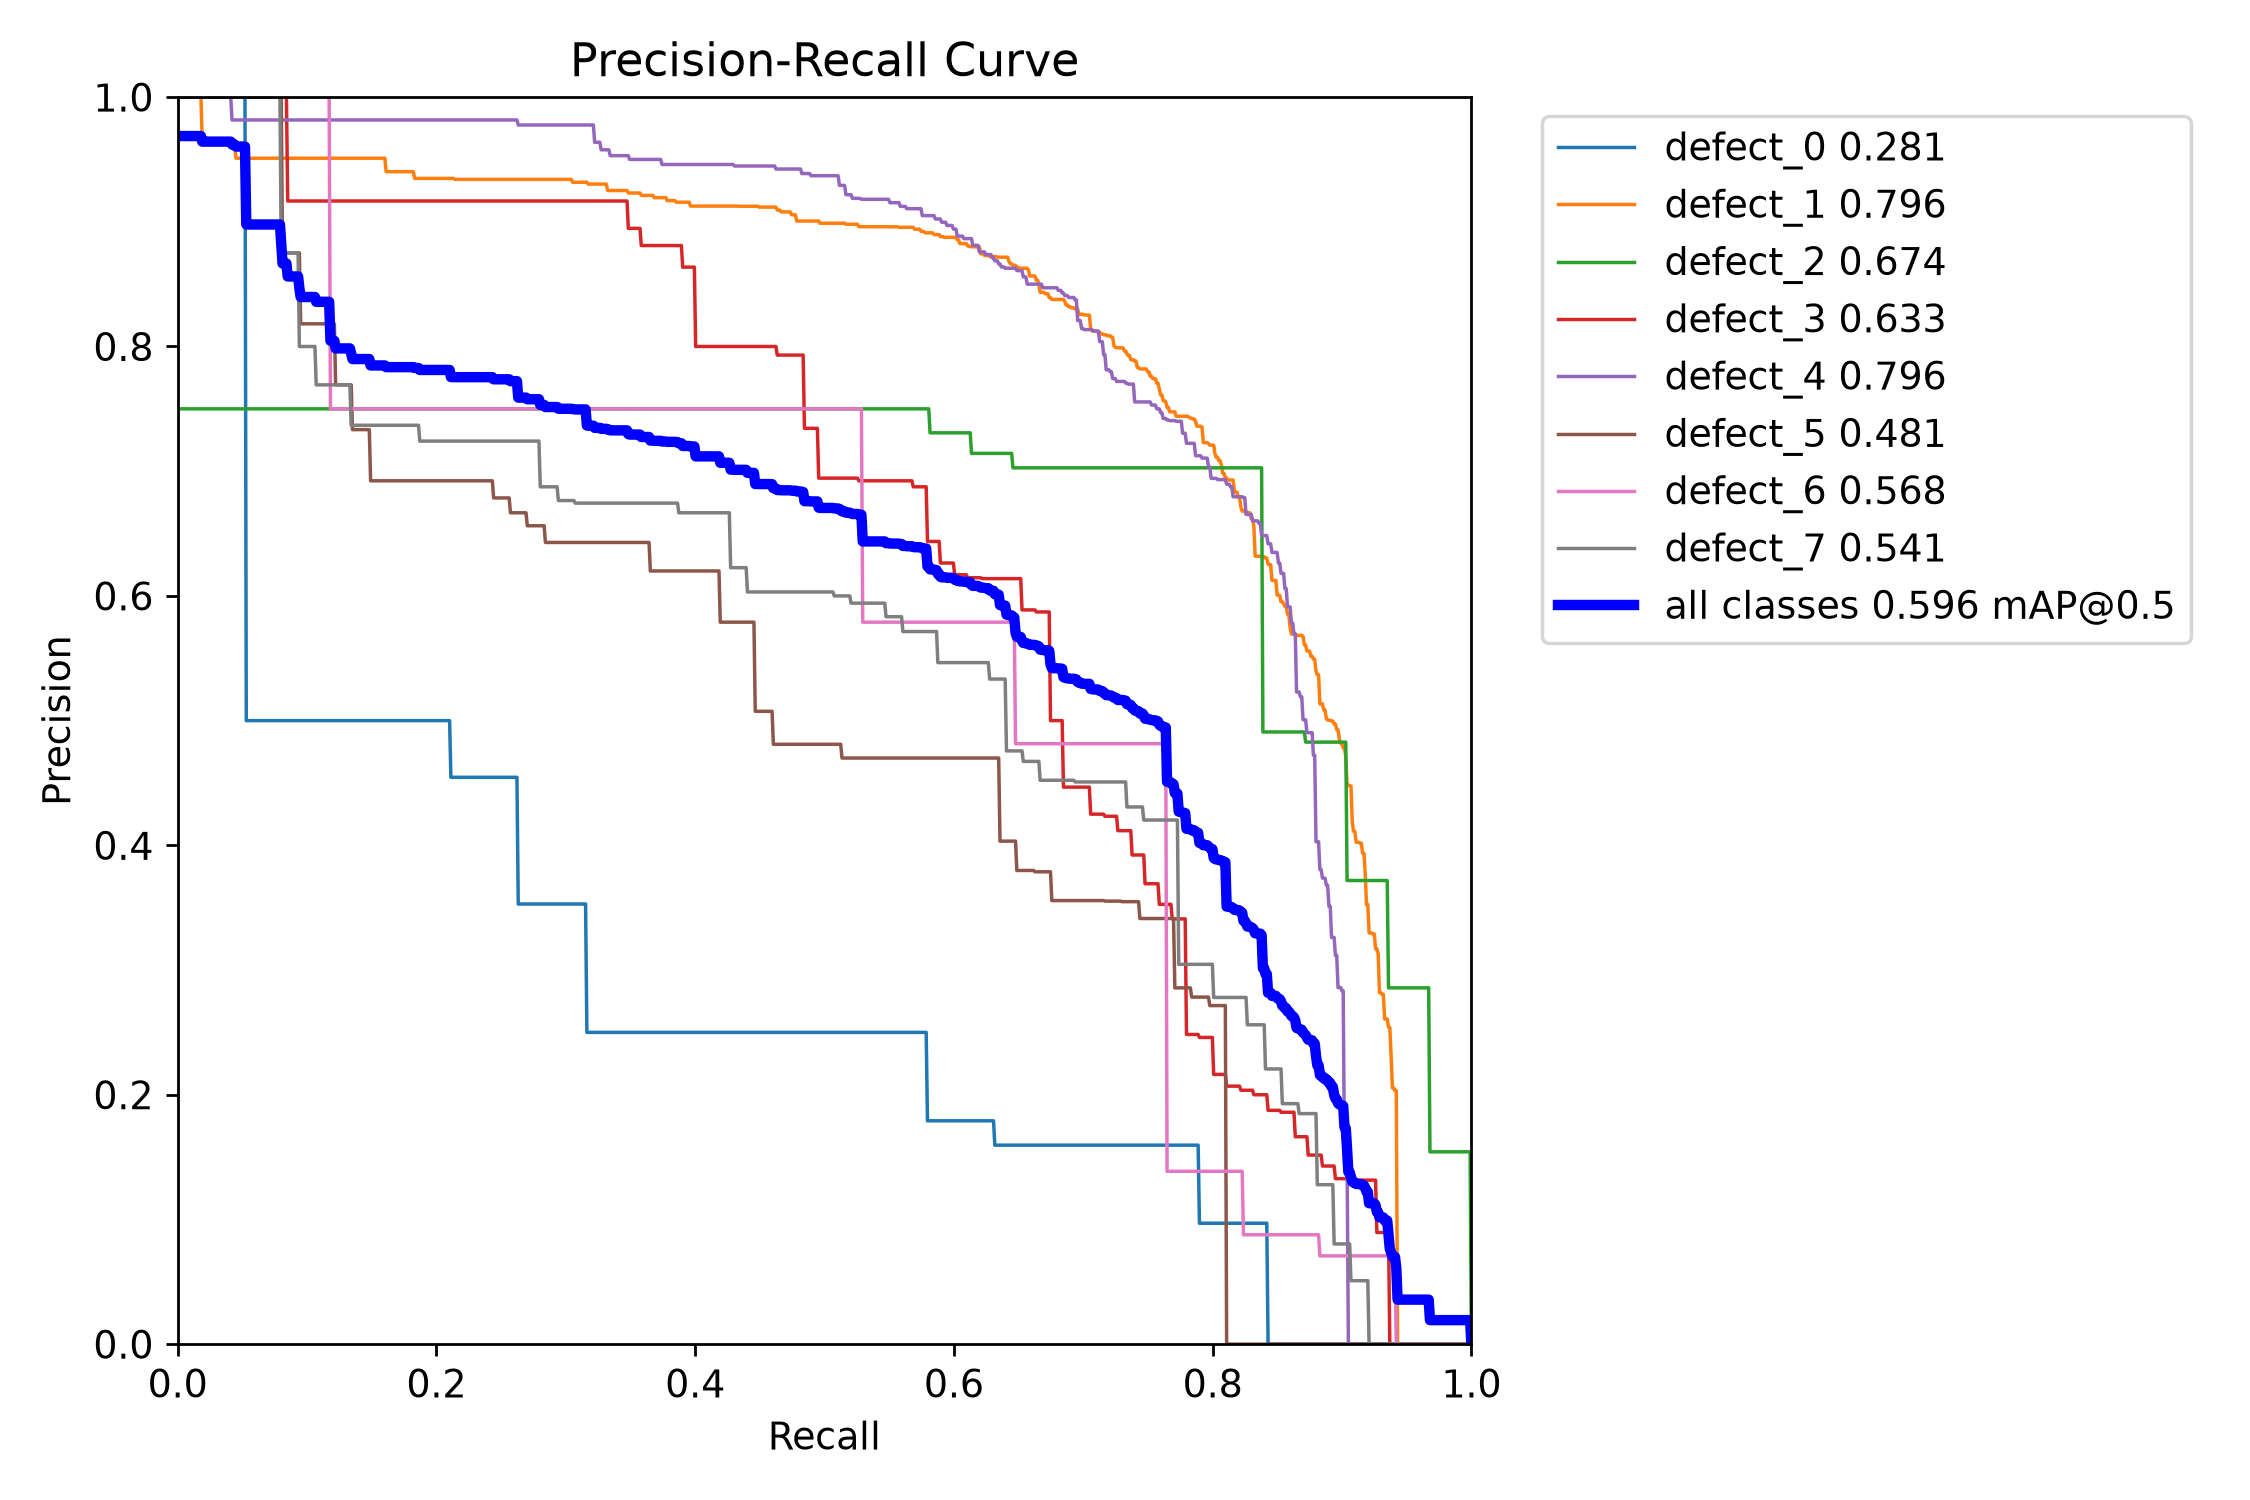 Precision-Recall Curve
1.0
0.8
0.6
0.4
0.2
0.0
Precision
0.0 0.2 0.4 0.6 0.8 1.0
Recall
defect_0 0.281
defect_1 0.796
defect_2 0.674
defect_3 0.633
defect_4 0.796
defect_5 0.481
defect_6 0.568
defect_7 0.541
all classes 0.596 mAP@0.5